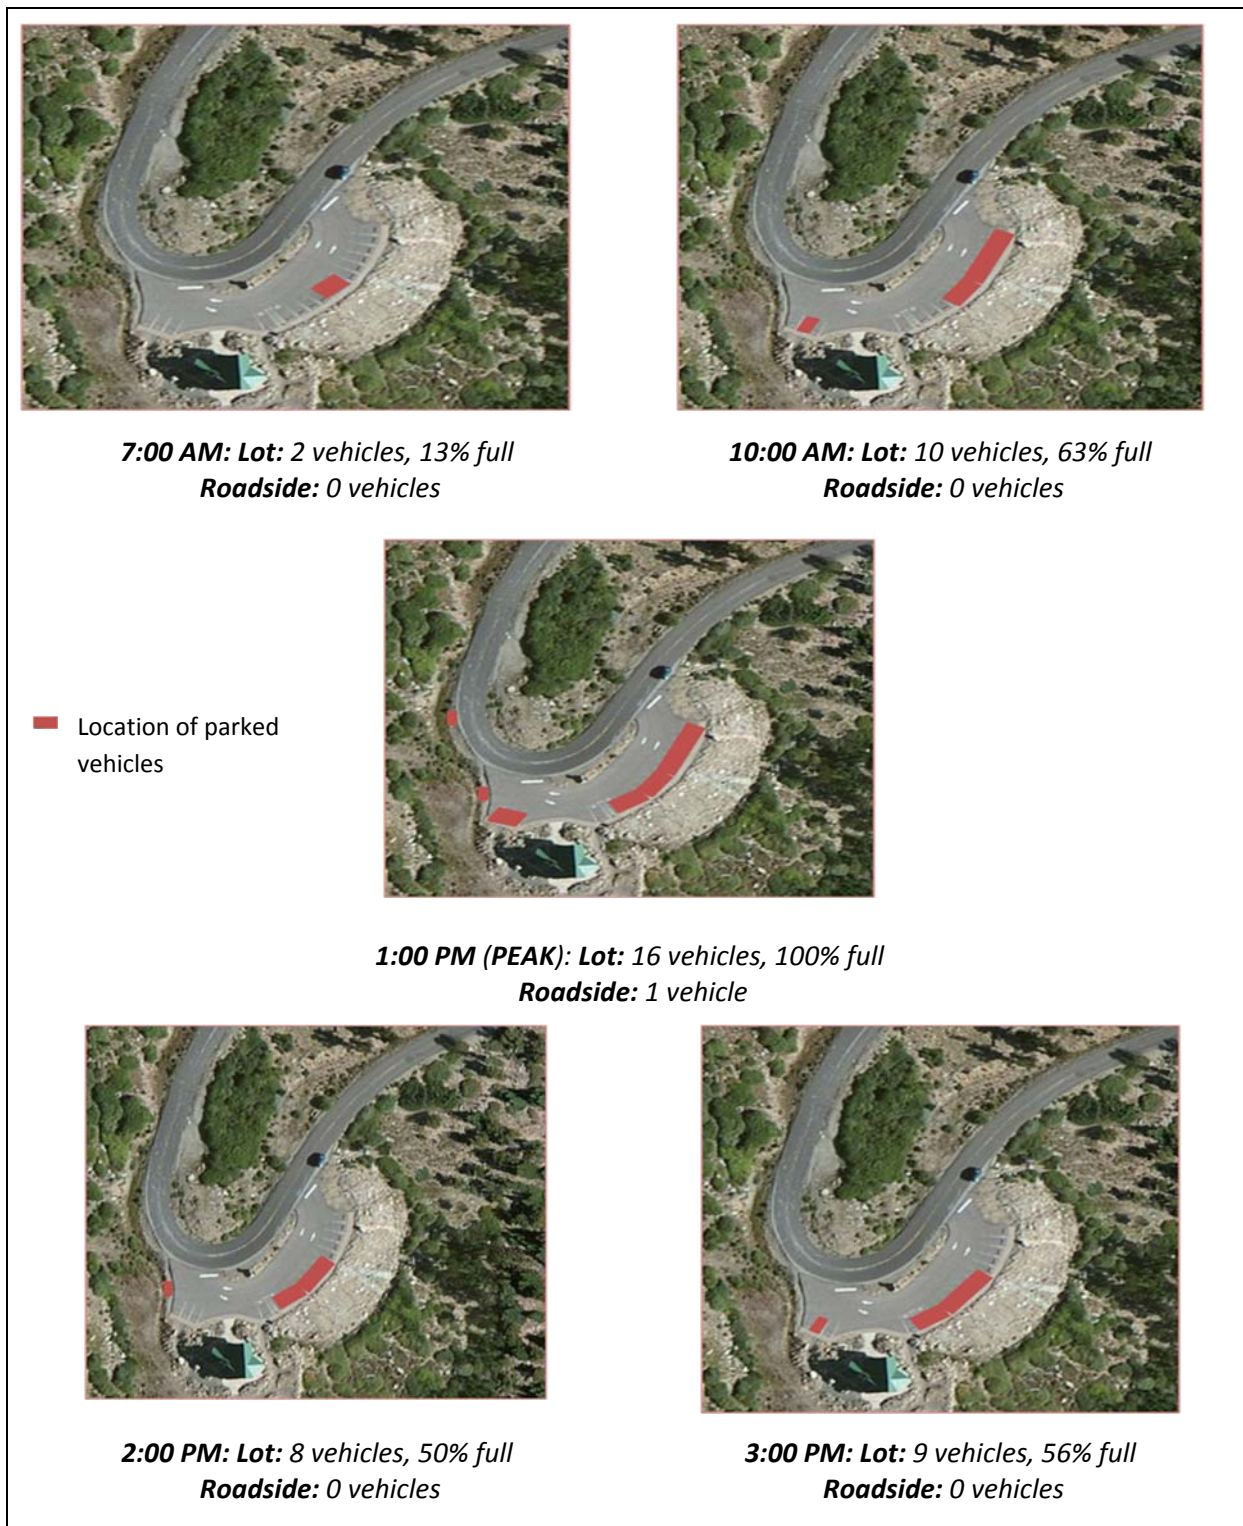 7:00 AM: Lot: 2 vehicles, 13% full
Roadside: 0 vehicles
10:00 AM: Lot: 10 vehicles, 63% full
Roadside: 0 vehicles
Location of parked
vehicles
1:00 PM (PEAK): Lot: 16 vehicles, 100% full
Roadside: 1 vehicle
2:00 PM: Lot: 8 vehicles, 50% full
Roadside: 0 vehicles
3:00 PM: Lot: 9 vehicles, 56% full
Roadside: 0 vehicles